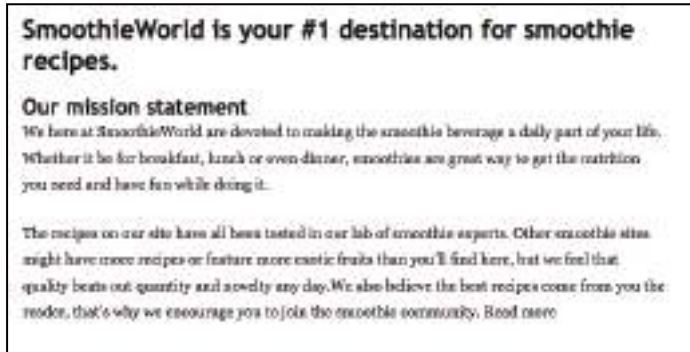 SmoothieWorld is your #1 destination for smoothie
recipes.
Our mission statement
We here at SmoothieWorld are devoted to making the smoothie beverage a daily part of your life.
Whether it be for breakfast, lunch or even dinner, smoothies are great way to get the nutrition
you need and have fun while doing it.
The recipes on our site have all been tested in our lab of smoothie experts. Other smoothie sites
might have more recipes or feature more exotic fruits than you'll find here, but we feel that
quality beats out quantity and novelty any day.We also believe the best recipes come from you the
reader, that's why we encourage you to join the smoothie community. Read more